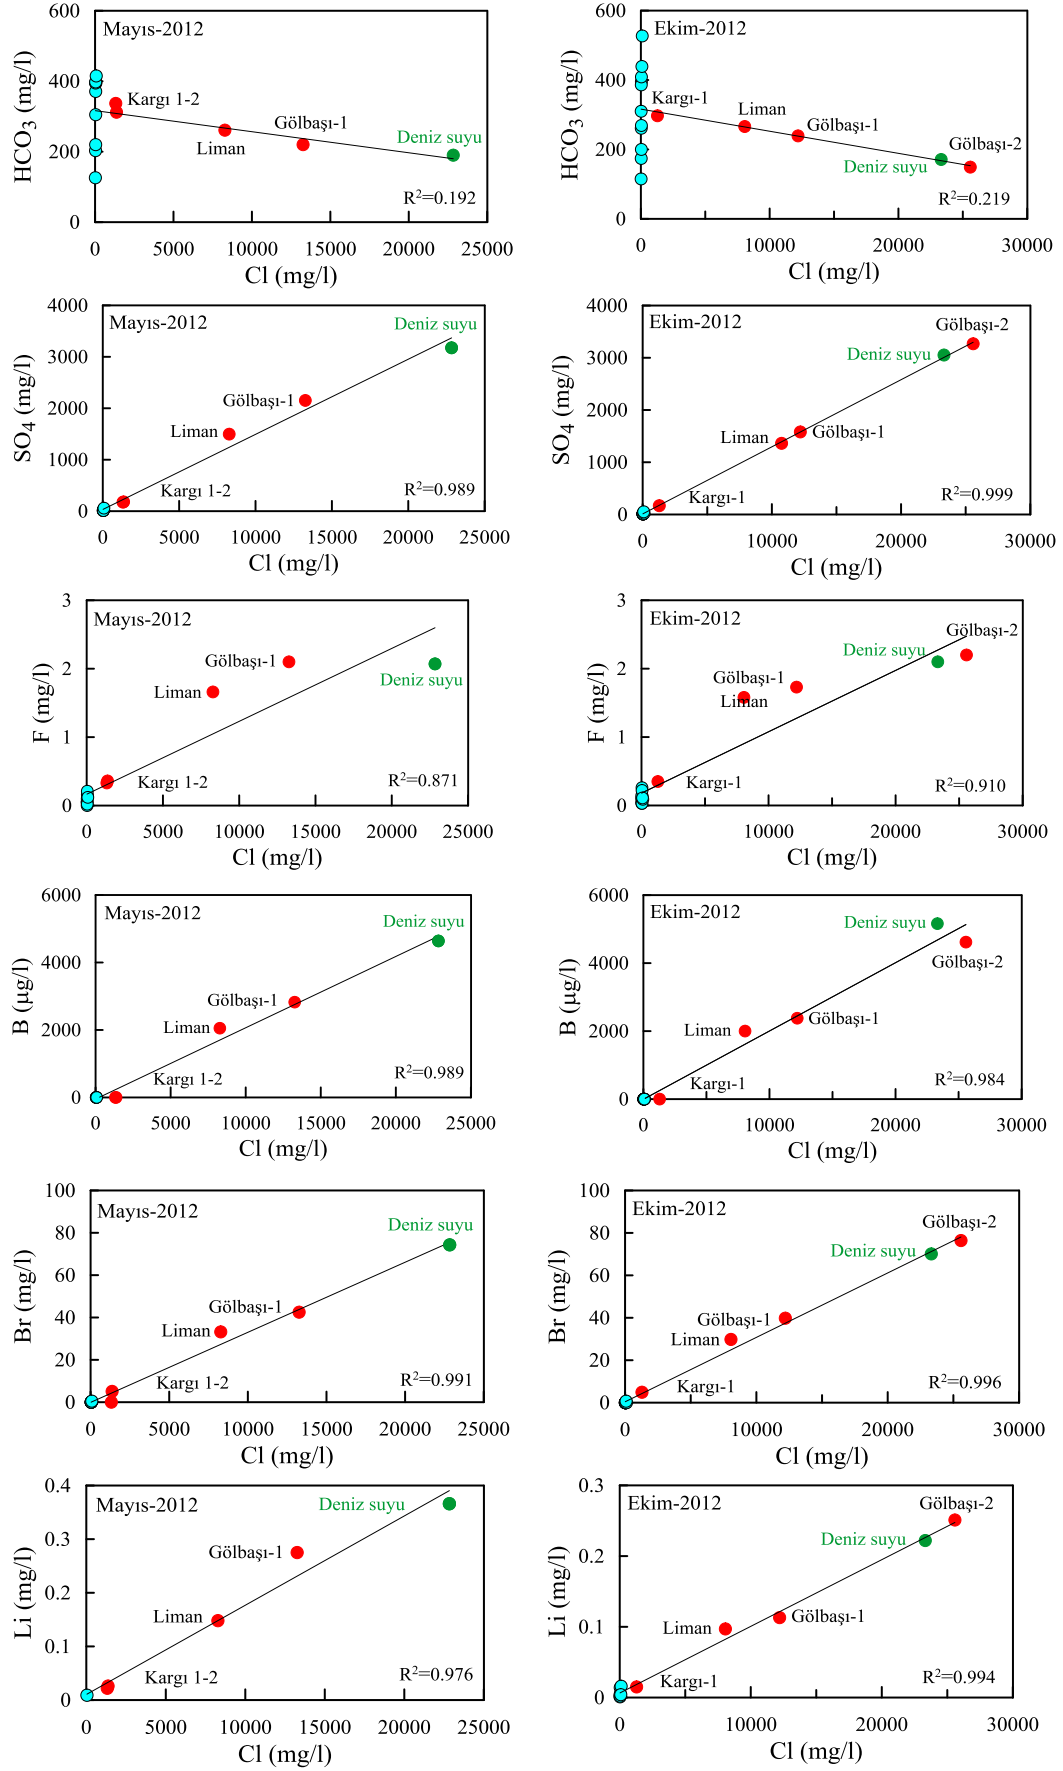 Mayıs-2012
HCO3 (mg/l)
600
400
200
0
Kargı 1-2
Liman
Gölbaşı-1
Deniz suyu
R2=0.192
0 5000 10000 15000 20000 25000
Cl (mg/l)
Ekim-2012
HCO3 (mg/l)
600
400
200
0
Kargı-1
Liman
Gölbaşı-1
Gölbaşı-2
Deniz suyu
R2=0.219
0 10000 20000 30000
Cl (mg/l)
Mayıs-2012
SO4 (mg/l)
4000
3000
2000
1000
0
Deniz suyu
Gölbaşı-1
Liman
Kargı 1-2
R2=0.989
0 5000 10000 15000 20000 25000
Cl (mg/l)
Ekim-2012
SO4 (mg/l)
4000
3000
2000
1000
0
Gölbaşı-2
Deniz suyu
Liman
Gölbaşı-1
Kargı-1
R2=0.999
0 10000 20000 30000
Cl (mg/l)
Mayıs-2012
F (mg/l)
3
2
1
0
Gölbaşı-1
Liman
Deniz suyu
Kargı 1-2
R2=0.871
0 5000 10000 15000 20000 25000
Cl (mg/l)
Ekim-2012
F (mg/l)
3
2
1
0
Gölbaşı-2
Deniz suyu
Gölbaşı-1
Liman
Kargı-1
R2=0.910
0 10000 20000 30000
Cl (mg/l)
Mayıs-2012
B (µg/l)
6000
4000
2000
0
Deniz suyu
Gölbaşı-1
Liman
Kargı 1-2
R2=0.989
0 5000 10000 15000 20000 25000
Cl (mg/l)
Ekim-2012
B (µg/l)
6000
4000
2000
0
Deniz suyu
Gölbaşı-2
Liman
Gölbaşı-1
Kargı-1
R2=0.984
0 10000 20000 30000
Cl (mg/l)
Mayıs-2012
Br (mg/l)
100
80
60
40
20
0
Deniz suyu
Gölbaşı-1
Liman
Kargı 1-2
R2=0.991
0 5000 10000 15000 20000 25000
Cl (mg/l)
Ekim-2012
Br (mg/l)
100
80
60
40
20
0
Gölbaşı-2
Deniz suyu
Gölbaşı-1
Liman
Kargı-1
R2=0.996
0 10000 20000 30000
Cl (mg/l)
Mayıs-2012
Li (mg/l)
0.4
0.3
0.2
0.1
0
Deniz suyu
Gölbaşı-1
Liman
Kargı 1-2
R2=0.976
0 5000 10000 15000 20000 25000
Cl (mg/l)
Ekim-2012
Li (mg/l)
0.3
0.2
0.1
0
Gölbaşı-2
Deniz suyu
Liman
Gölbaşı-1
Kargı-1
R2=0.994
0 10000 20000 30000
Cl (mg/l)